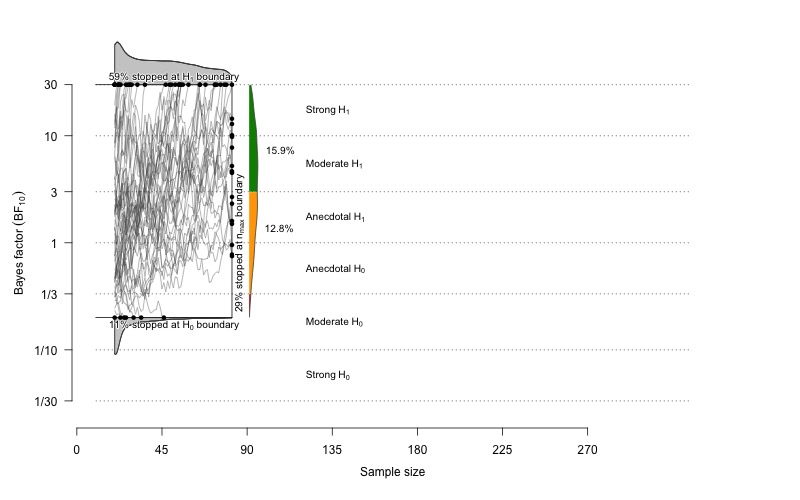 59% stopped at H1 boundary
30
Strong H1
10
15.9%
Moderate H1
3
Anecdotal H1
12.8%
1
Anecdotal H0
1/3
29% stopped at nmax boundary
Moderate H0
11% stopped at H0 boundary
1/10
Strong H0
1/30
Bayes factor (BF10)
0 45 90 135 180 225 270
Sample size